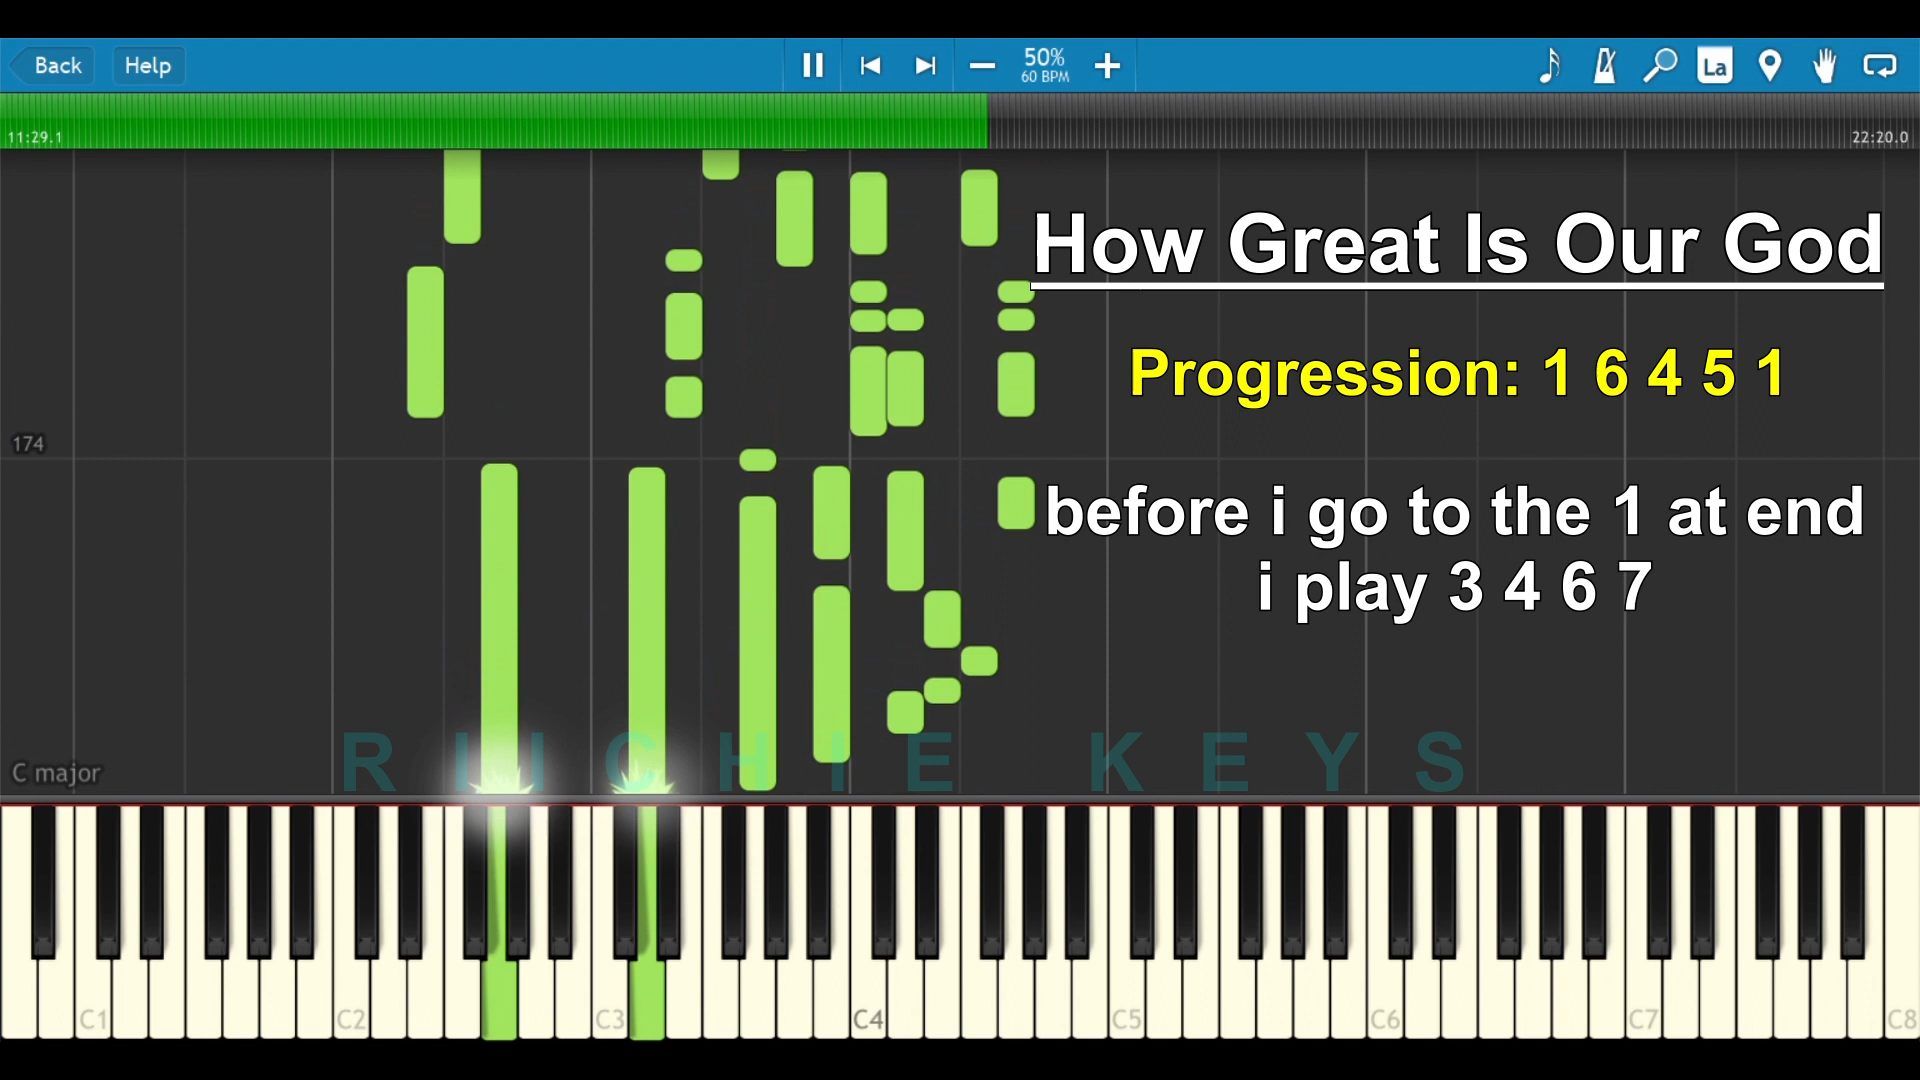 Back Help 50% La
60 BPM
11:29.1 22:20.0
How Great Is Our God
Progression: 1 6 4 5 1
174
before i go to the 1 at end
i play 3 4 6 7
RIICHIE KEYS
C major
C1 C2 C3 C4 C5 C6 C7 C8